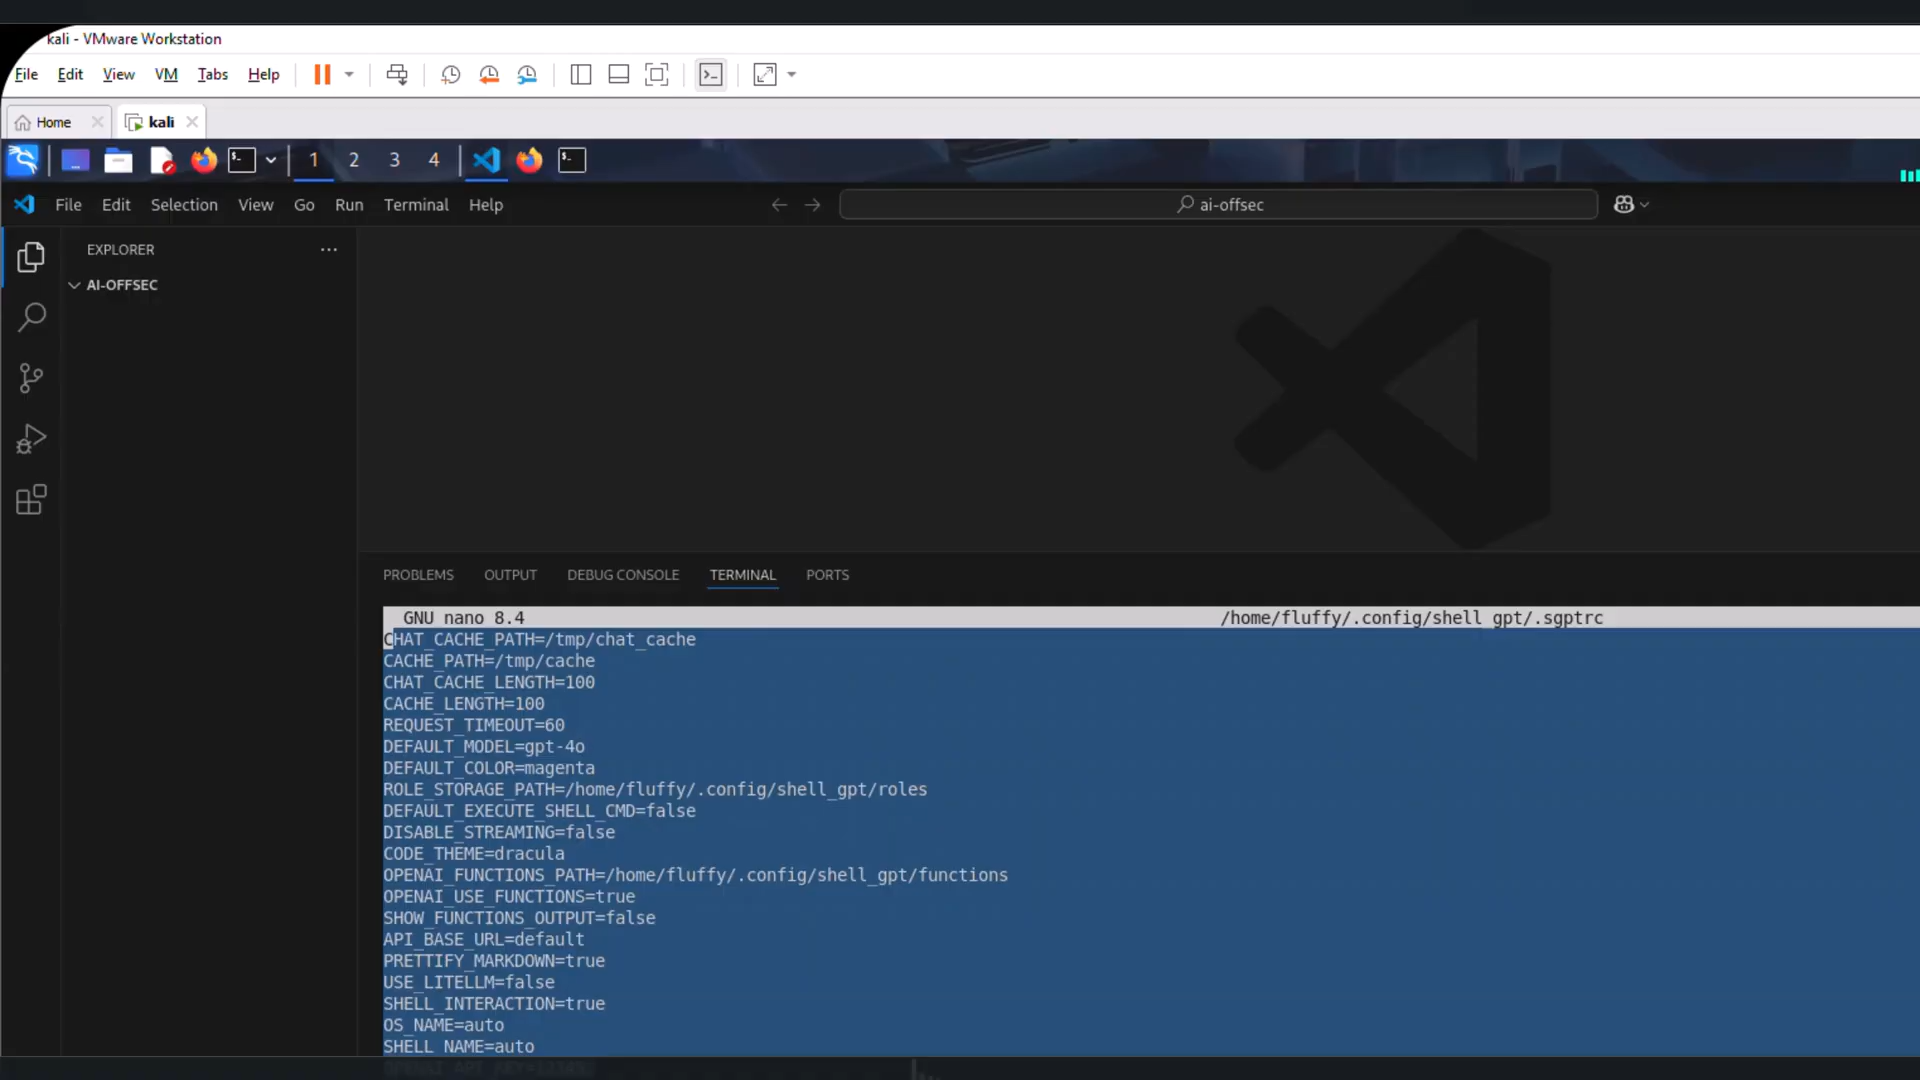 kali - VMware Workstation
File Edit View VM Tabs Help
Home kali
1 2 3 4
File Edit Selection View Go Run Terminal Help ai-offsec
EXPLORER
AI-OFFSEC
PROBLEMS OUTPUT DEBUG CONSOLE TERMINAL PORTS
GNU nano 8.4 /home/fluffy/.config/shell_gpt/.sgptrc
CHAT_CACHE_PATH=/tmp/chat_cache
CACHE_PATH=/tmp/cache
CHAT_CACHE_LENGTH=100
CACHE_LENGTH=100
REQUEST_TIMEOUT=60
DEFAULT_MODEL=gpt-4o
DEFAULT_COLOR=magenta
ROLE_STORAGE_PATH=/home/fluffy/.config/shell_gpt/roles
DEFAULT_EXECUTE_SHELL_CMD=false
DISABLE_STREAMING=false
CODE_THEME=dracula
OPENAI_FUNCTIONS_PATH=/home/fluffy/.config/shell_gpt/functions
OPENAI_USE_FUNCTIONS=true
SHOW_FUNCTIONS_OUTPUT=false
API_BASE_URL=default
PRETTIFY_MARKDOWN=true
USE_LITELLM=false
SHELL_INTERACTION=true
OS_NAME=auto
SHELL_NAME=auto